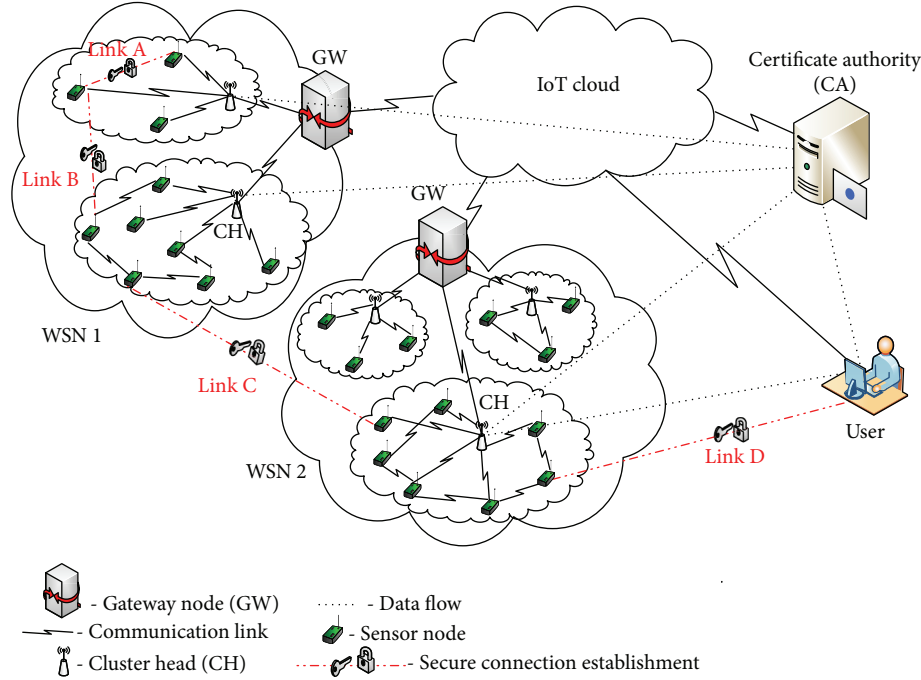 Link A
GW
IoT cloud
Certificate authority
(CA)
Link B
CH
GW
WSN 1
Link C
CH
User
WSN 2
Link D
- Gateway node (GW)
- Data flow
- Communication link
- Sensor node
- Cluster head (CH)
- Secure connection establishment